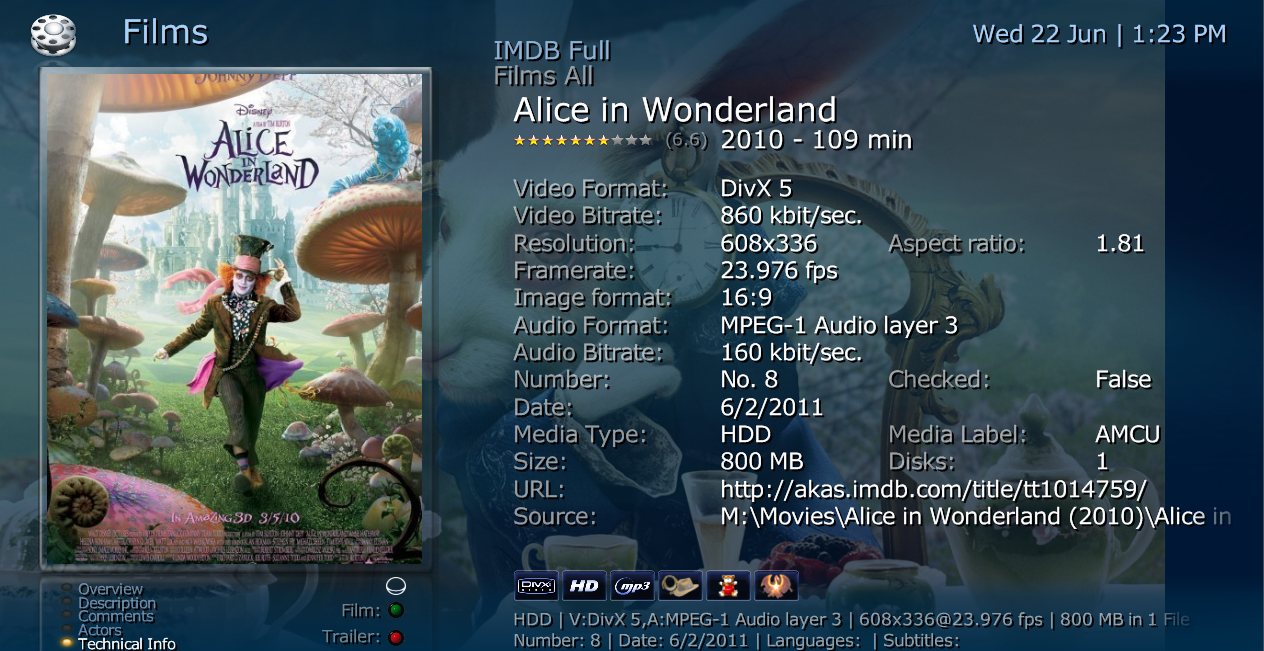 Films
Wed 22 Jun | 1:23 PM
IMDB Full
Films All
Alice in Wonderland
(6.6) 2010 - 109 min
Video Format: DivX 5
Video Bitrate: 860 kbit/sec.
Resolution: 608x336 Aspect ratio: 1.81
Framerate: 23.976 fps
Image format: 16:9
Audio Format: MPEG-1 Audio layer 3
Audio Bitrate: 160 kbit/sec.
Number: No. 8 Checked: False
Date: 6/2/2011
Media Type: HDD Media Label: AMCU
Size: 800 MB Disks: 1
URL: http://akas.imdb.com/title/tt1014759/
Source: M:\Movies\Alice in Wonderland (2010)\Alice in
DIVX HD mp3
HDD | V:DivX 5,A:MPEG-1 Audio layer 3 | 608x336@23.976 fps | 800 MB in 1 File
Number: 8 | Date: 6/2/2011 | Languages: | Subtitles:
JOHNNY DEPP
DISNEY
A FILM BY TIM BURTON
ALICE
IN
WONDERLAND
IN AMAZING 3D 3/5/10
Overview
Description
Comments
Actors
Technical Info
Film:
Trailer: